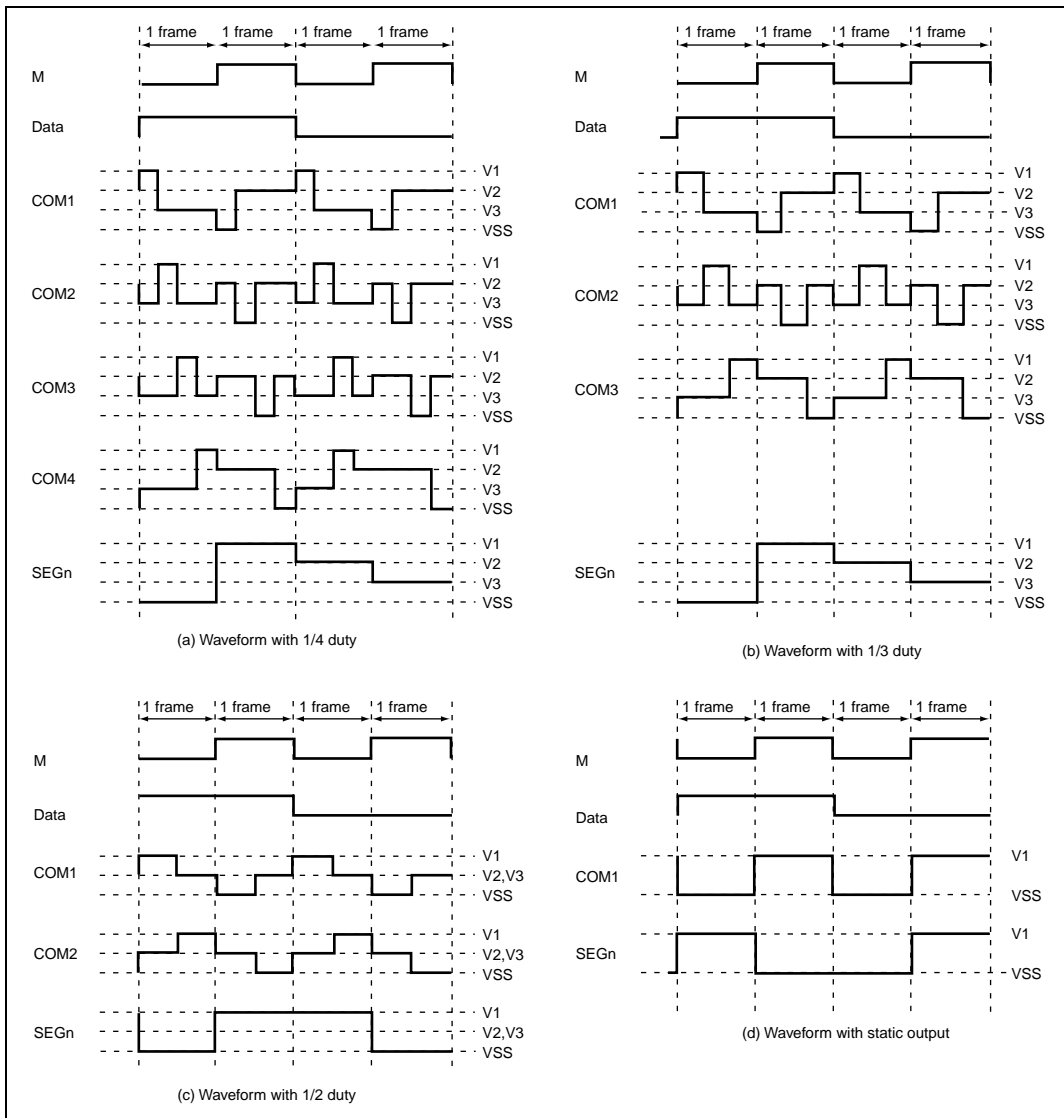 1 frame 1 frame 1 frame 1 frame
M
Data
COM1
V1
V2
V3
VSS
COM2
V1
V2
V3
VSS
COM3
V1
V2
V3
VSS
COM4
V1
V2
V3
VSS
SEGn
V1
V2
V3
VSS
(a) Waveform with 1/4 duty
1 frame 1 frame 1 frame 1 frame
M
Data
COM1
V1
V2
V3
VSS
COM2
V1
V2
V3
VSS
COM3
V1
V2
V3
VSS
SEGn
V1
V2
V3
VSS
(b) Waveform with 1/3 duty
1 frame 1 frame 1 frame 1 frame
M
Data
COM1
V1
V2,V3
VSS
COM2
V1
V2,V3
VSS
SEGn
V1
V2,V3
VSS
(c) Waveform with 1/2 duty
1 frame 1 frame 1 frame 1 frame
M
Data
COM1
V1
VSS
SEGn
V1
VSS
(d) Waveform with static output